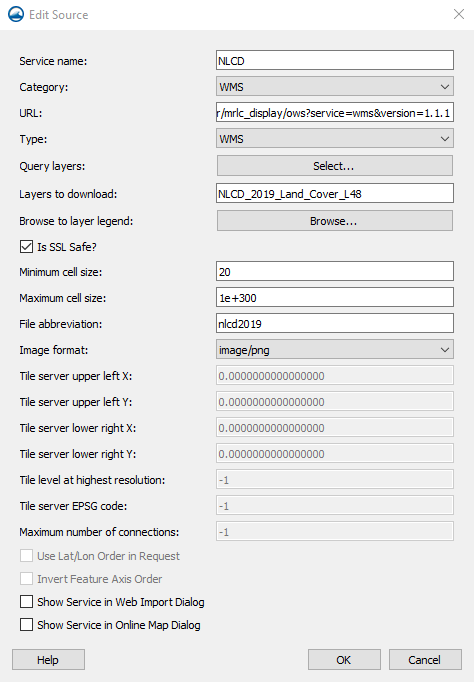 Edit Source
Service name: NLCD
Category: WMS
URL: r/mrlc_display/ows?service=wms&version=1.1.1
Type: WMS
Query layers: Select...
Layers to download: NLCD_2019_Land_Cover_L48
Browse to layer legend: Browse...
Is SSL Safe?
Minimum cell size: 20
Maximum cell size: 1e+300
File abbreviation: nlcd2019
Image format: image/png
Tile server upper left X: 0.0000000000000000
Tile server upper left Y: 0.0000000000000000
Tile server lower right X: 0.0000000000000000
Tile server lower right Y: 0.0000000000000000
Tile level at highest resolution: -1
Tile server EPSG code: -1
Maximum number of connections: -1
Use Lat/Lon Order in Request
Invert Feature Axis Order
Show Service in Web Import Dialog
Show Service in Online Map Dialog
Help OK Cancel